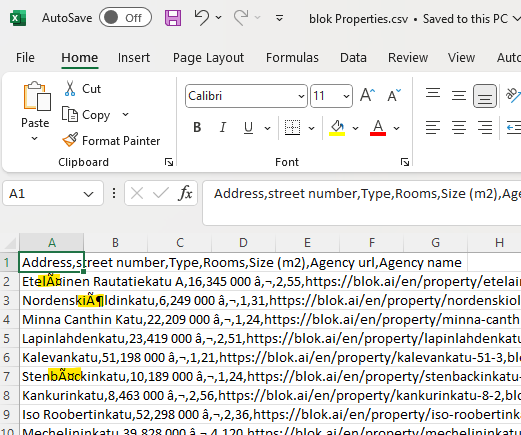 AutoSave Off blok Properties.csv • Saved to this PC
File Home Insert Draw Page Layout Formulas Data Review View
Cut
Copy
Paste
Format Painter
Clipboard
Calibri 11
B I U A
Font
A1 fx Address,street number,Type,Rooms,Size (m2),
A B C D E F G H
1 Address,street number,Type,Rooms,Size (m2),Agency url,Agency name
2 EtelÃ¤inen Rautatiekatu A,16,345 000 â‚¬,2,55,https://blok.ai/en/property/etelain
3 NordenskiÃ¶ldinkatu,6,249 000 â‚¬,1,31,https://blok.ai/en/property/nordenskiol
4 Minna Canthin Katu,22,209 000 â‚¬,1,24,https://blok.ai/en/property/minna-canth
5 Lapinlahdenkatu,23,419 000 â‚¬,2,51,https://blok.ai/en/property/lapinlahdenkatu
6 Kalevankatu,51,198 000 â‚¬,1,21,https://blok.ai/en/property/kalevankatu-51-3,blo
7 StenbÃ¤ckinkatu,10,189 000 â‚¬,1,24,https://blok.ai/en/property/stenbackinkatu-
8 Kankurinkatu,8,463 000 â‚¬,2,56,https://blok.ai/en/property/kankurinkatu-8-2,blo
9 Iso Roobertinkatu,52,298 000 â‚¬,2,36,https://blok.ai/en/property/iso-roobertink
10 Mechelininkatu,39,828 000 â‚¬,4,120,https://blok.ai/en/property/mechelininkatu